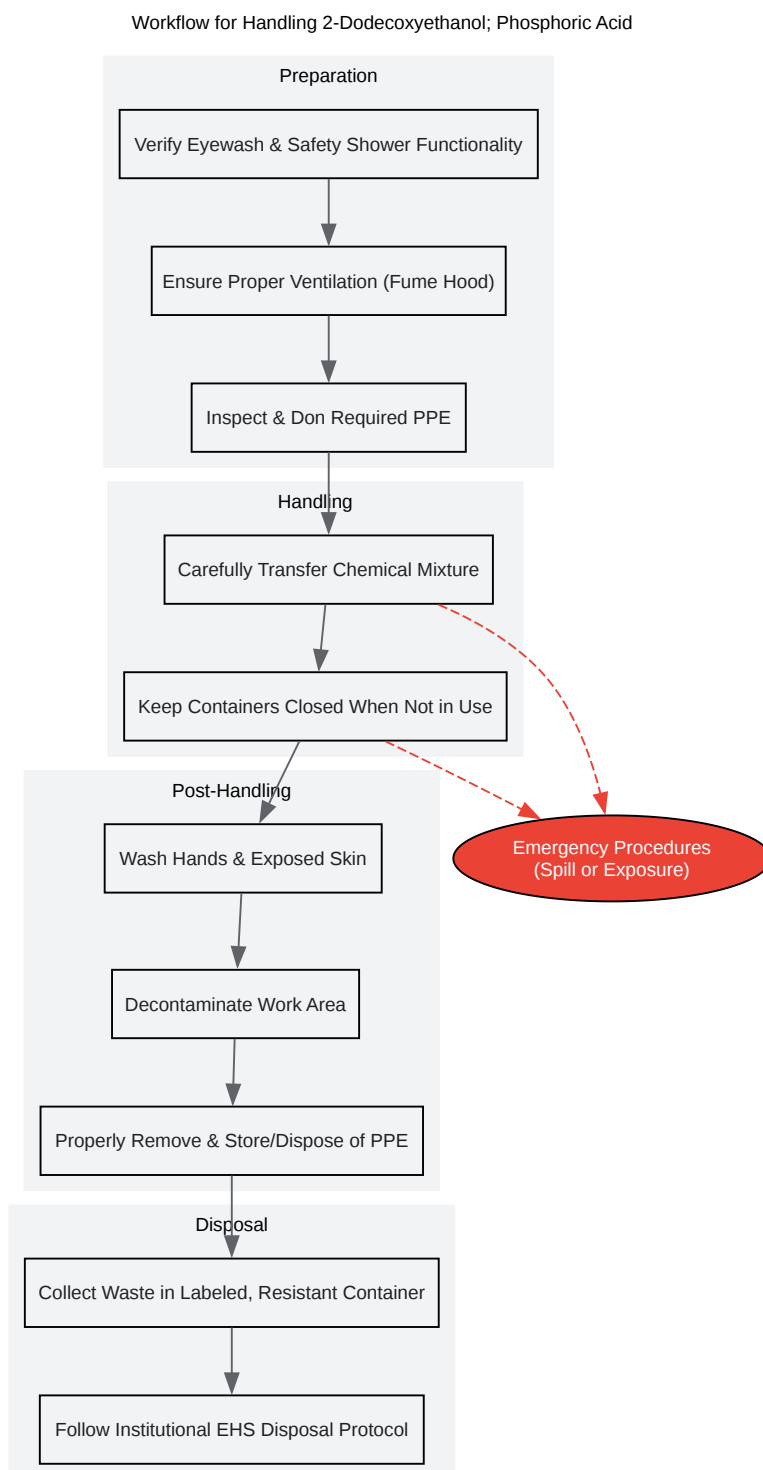 Workflow for Handling 2-Dodecoxyethanol; Phosphoric Acid
Preparation
Verify Eyewash & Safety Shower Functionality
Ensure Proper Ventilation (Fume Hood)
Inspect & Don Required PPE
Handling
Carefully Transfer Chemical Mixture
Keep Containers Closed When Not in Use
Post-Handling
Wash Hands & Exposed Skin
Emergency Procedures
(Spill or Exposure)
Decontaminate Work Area
Properly Remove & Store/Dispose of PPE
Disposal
Collect Waste in Labeled, Resistant Container
Follow Institutional EHS Disposal Protocol